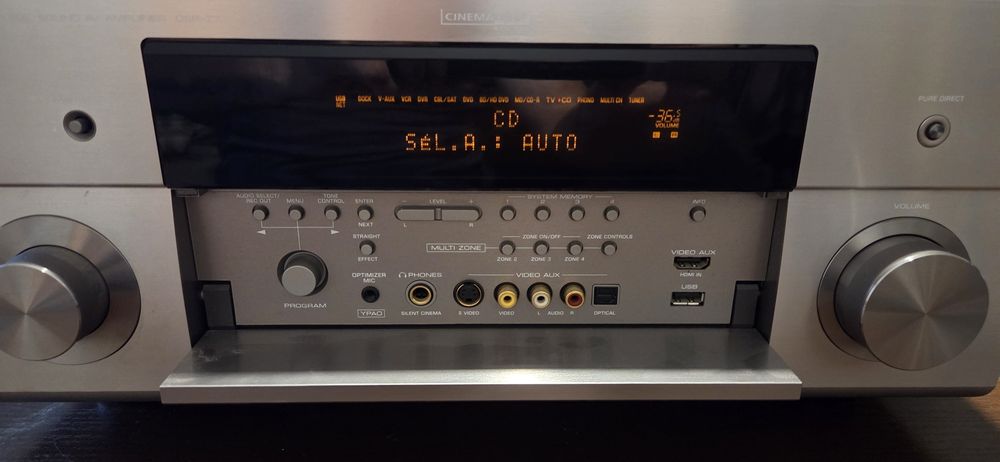 CINEMA
PURE DIRECT
USB NET DOCK V-AUX VCR DVR CBL/SAT DVD BD/HD DVD MD/CD-R TV CD PHONO MULTI CH TUNER
CD
-36.5 dB
VOLUME
SÉL.A.: AUTO
AUDIO SELECT/ REC OUT
MENU
TONE CONTROL
ENTER
NEXT
LEVEL
- +
L R
SYSTEM MEMORY
1 2 3 4
INFO
VOLUME
STRAIGHT
EFFECT
MULTI ZONE
ZONE ON/OFF
ZONE CONTROLS
ZONE 2 ZONE 3 ZONE 4
PROGRAM
OPTIMIZER MIC
YPAO
PHONES
SILENT CINEMA
VIDEO AUX
S VIDEO VIDEO L AUDIO R OPTICAL
VIDEO AUX
HDMI IN
USB